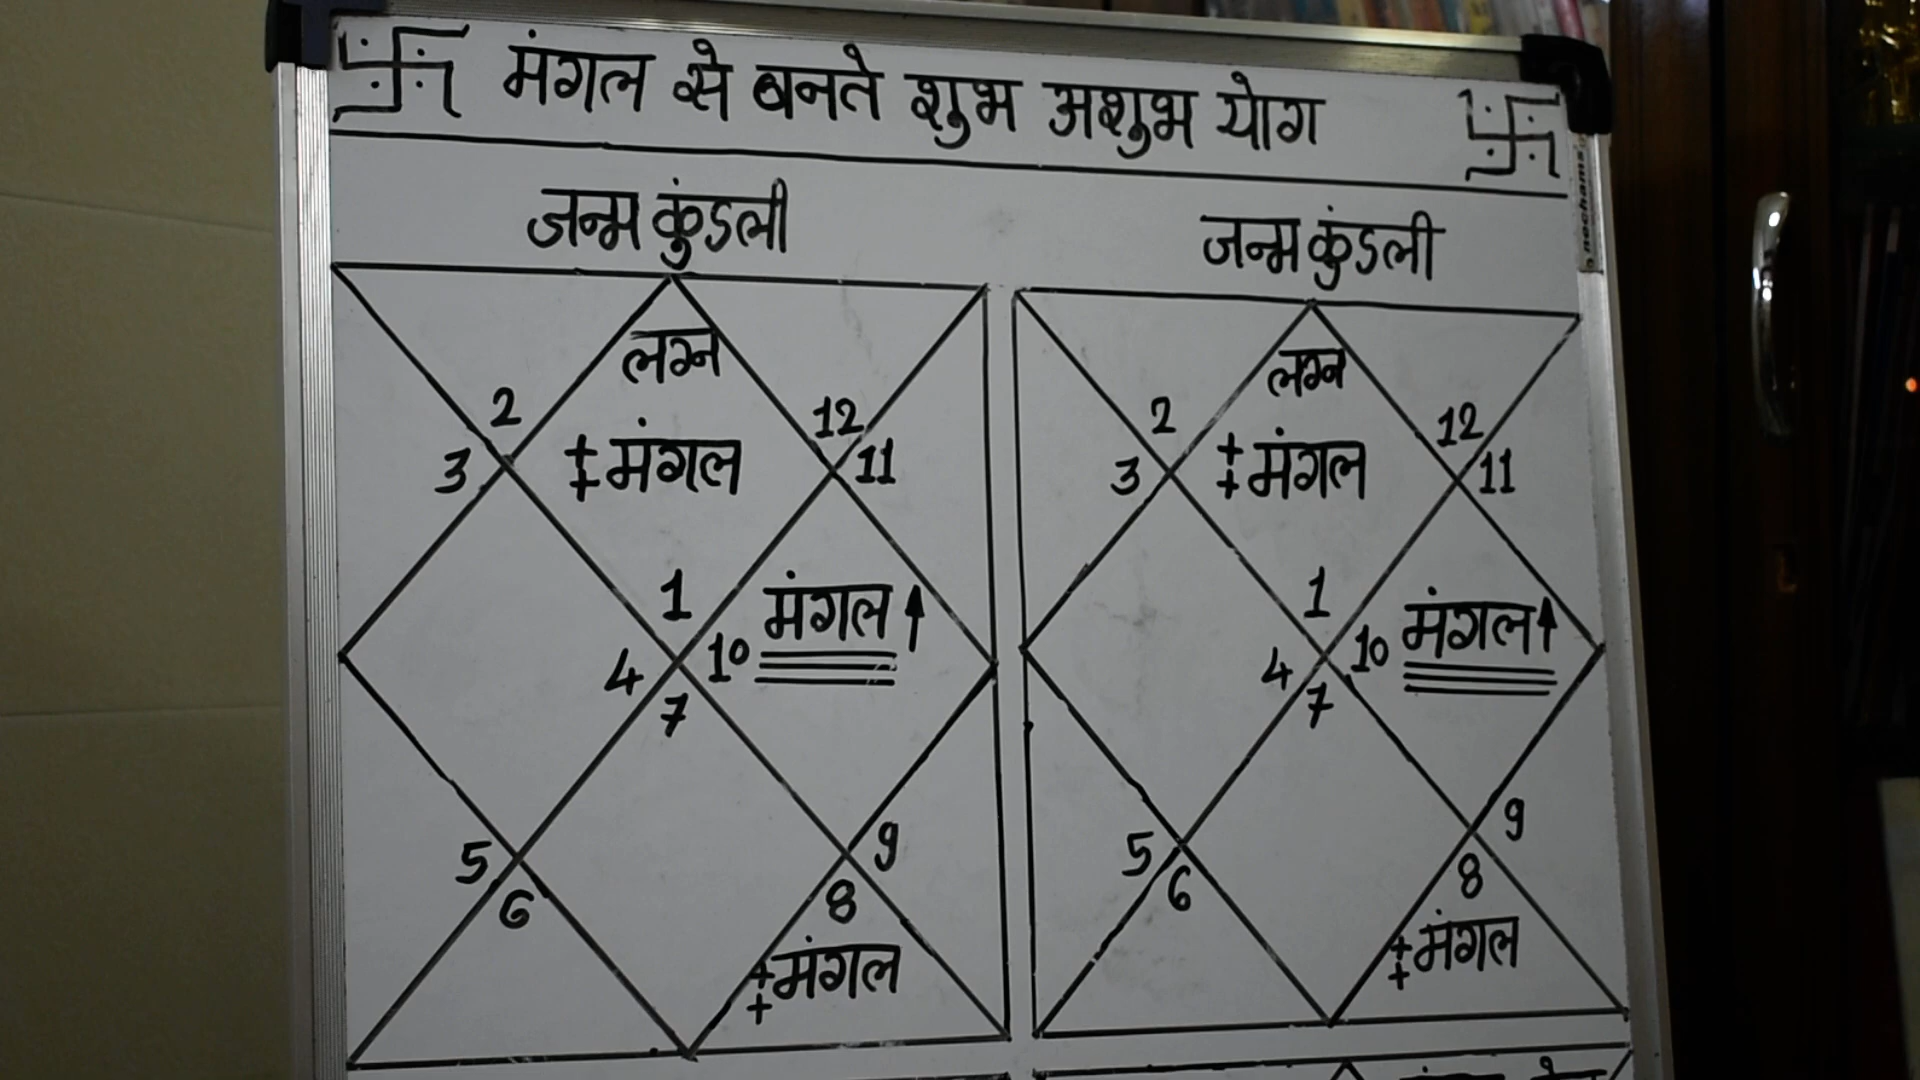 मंगल से बनते शुभ अशुभ योग
जन्म कुंडली
लग्न
2
12
3
++ मंगल
11
1
मंगल ↑
4
10
7
5
9
6
8
++ मंगल
जन्म कुंडली
लग्न
2
12
3
++ मंगल
11
1
मंगल ↑
4
10
7
5
9
6
8
++ मंगल